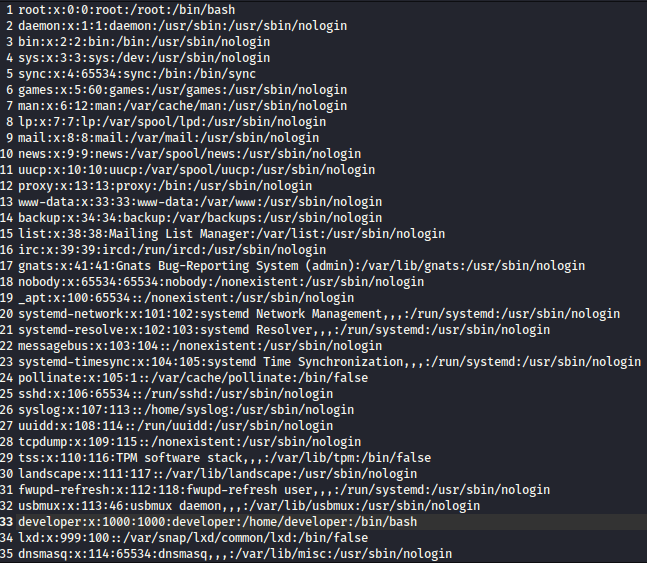 1 root:x:0:0:root:/root:/bin/bash
2 daemon:x:1:1:daemon:/usr/sbin:/usr/sbin/nologin
3 bin:x:2:2:bin:/bin:/usr/sbin/nologin
4 sys:x:3:3:sys:/dev:/usr/sbin/nologin
5 sync:x:4:65534:sync:/bin:/bin/sync
6 games:x:5:60:games:/usr/games:/usr/sbin/nologin
7 man:x:6:12:man:/var/cache/man:/usr/sbin/nologin
8 lp:x:7:7:lp:/var/spool/lpd:/usr/sbin/nologin
9 mail:x:8:8:mail:/var/mail:/usr/sbin/nologin
10 news:x:9:9:news:/var/spool/news:/usr/sbin/nologin
11 uucp:x:10:10:uucp:/var/spool/uucp:/usr/sbin/nologin
12 proxy:x:13:13:proxy:/bin:/usr/sbin/nologin
13 www-data:x:33:33:www-data:/var/www:/usr/sbin/nologin
14 backup:x:34:34:backup:/var/backups:/usr/sbin/nologin
15 list:x:38:38:Mailing List Manager:/var/list:/usr/sbin/nologin
16 irc:x:39:39:ircd:/run/ircd:/usr/sbin/nologin
17 gnats:x:41:41:Gnats Bug-Reporting System (admin):/var/lib/gnats:/usr/sbin/nologin
18 nobody:x:65534:65534:nobody:/nonexistent:/usr/sbin/nologin
19 _apt:x:100:65534::/nonexistent:/usr/sbin/nologin
20 systemd-network:x:101:102:systemd Network Management,,,:/run/systemd:/usr/sbin/nologin
21 systemd-resolve:x:102:103:systemd Resolver,,,:/run/systemd:/usr/sbin/nologin
22 messagebus:x:103:104::/nonexistent:/usr/sbin/nologin
23 systemd-timesync:x:104:105:systemd Time Synchronization,,,:/run/systemd:/usr/sbin/nologin
24 pollinate:x:105:1::/var/cache/pollinate:/bin/false
25 sshd:x:106:65534::/run/sshd:/usr/sbin/nologin
26 syslog:x:107:113::/home/syslog:/usr/sbin/nologin
27 uuidd:x:108:114::/run/uuidd:/usr/sbin/nologin
28 tcpdump:x:109:115::/nonexistent:/usr/sbin/nologin
29 tss:x:110:116:TPM software stack,,,:/var/lib/tpm:/bin/false
30 landscape:x:111:117::/var/lib/landscape:/usr/sbin/nologin
31 fwupd-refresh:x:112:118:fwupd-refresh user,,,:/run/systemd:/usr/sbin/nologin
32 usbmux:x:113:46:usbmux daemon,,,:/var/lib/usbmux:/usr/sbin/nologin
33 developer:x:1000:1000:developer:/home/developer:/bin/bash
34 lxd:x:999:100::/var/snap/lxd/common/lxd:/bin/false
35 dnsmasq:x:114:65534:dnsmasq,,,:/var/lib/misc:/usr/sbin/nologin